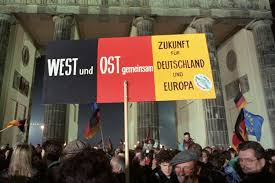 WEST und OST gemeinsam
ZUKUNFT
FÜR
DEUTSCHLAND
UND
EUROPA